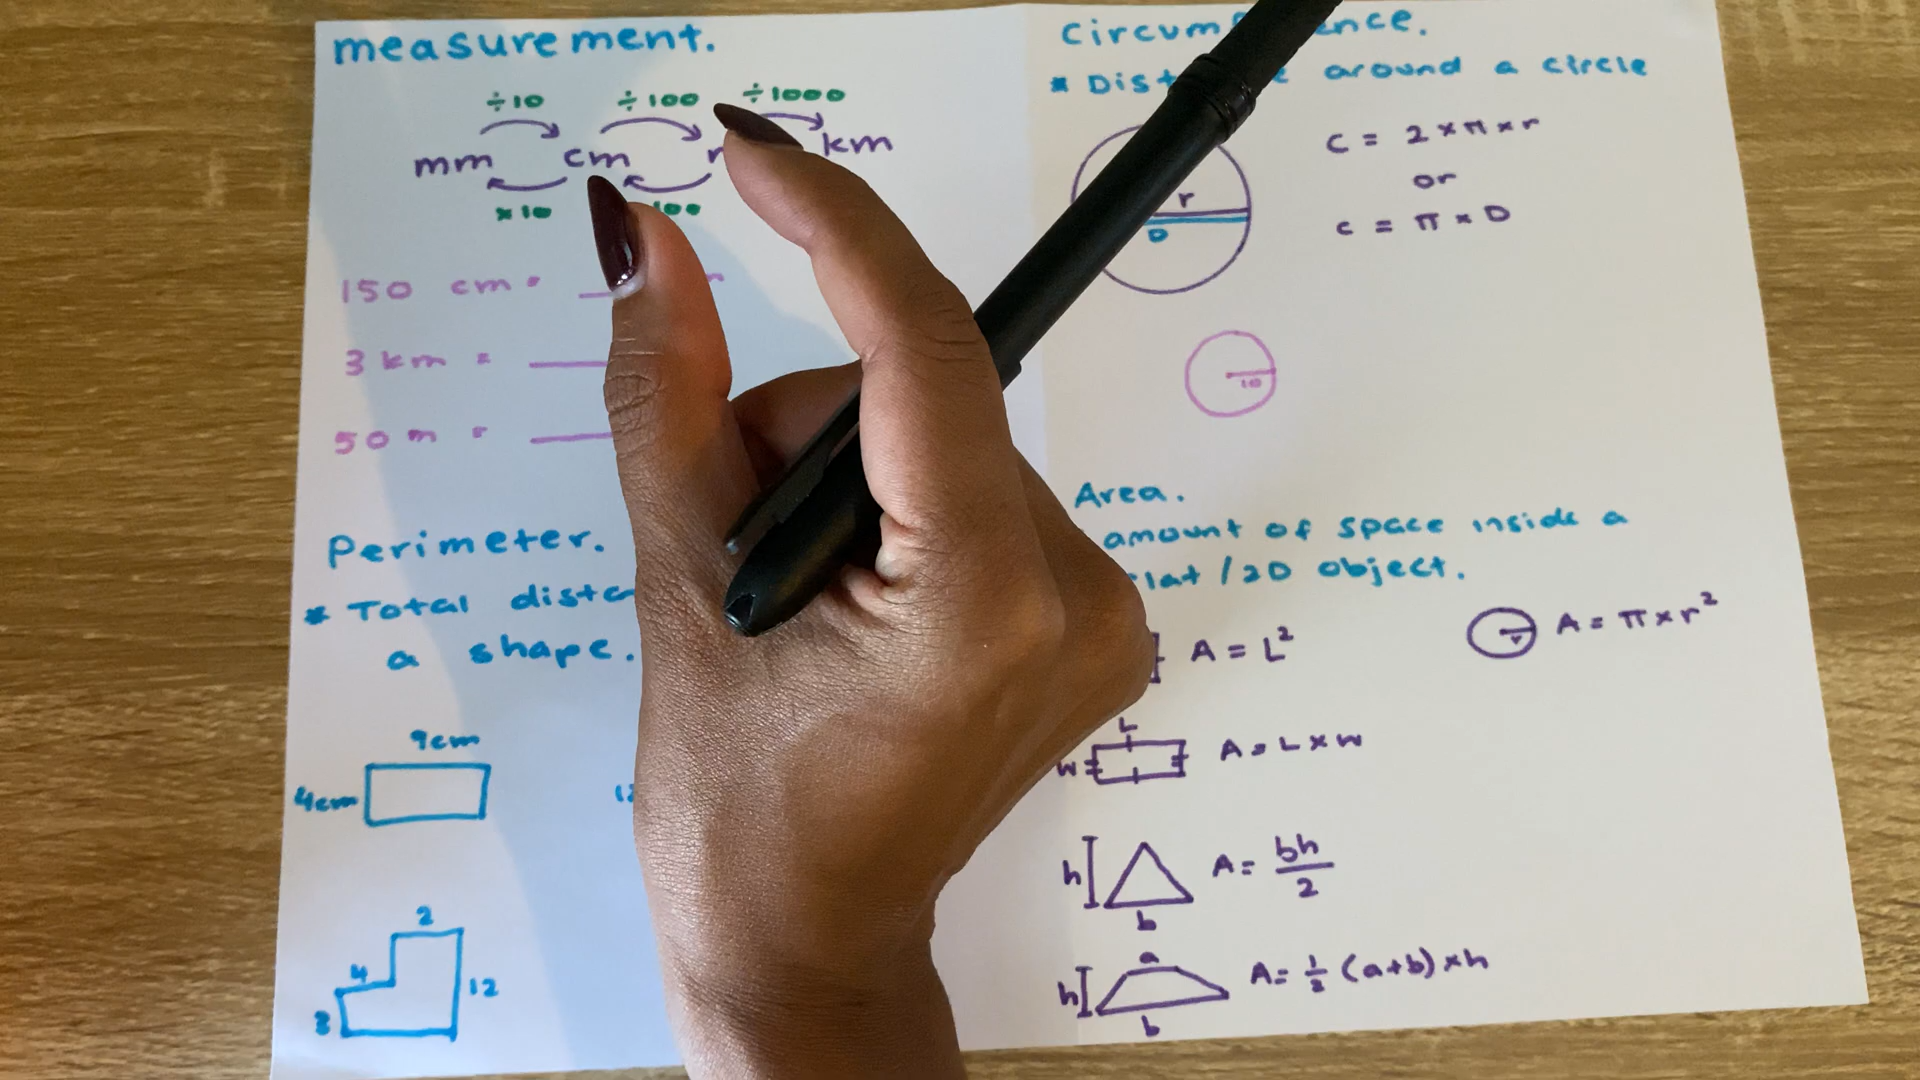 measurement.
÷10 ÷100 ÷1000
mm cm km
×10 100
150 cm =
3 km =
50 m =
Perimeter.
* Total
a shape.
9cm
4cm
2
4
12
3
* around a circle
r
D
C = 2 × π × r
or
C = π × D
10
Area.
amount of space inside a
/2D object.
A = L²
r
A = π × r²
L
W
A = L × W
h
b
A = bh
2
a
h
b
A = 1/2 (a+b) × h